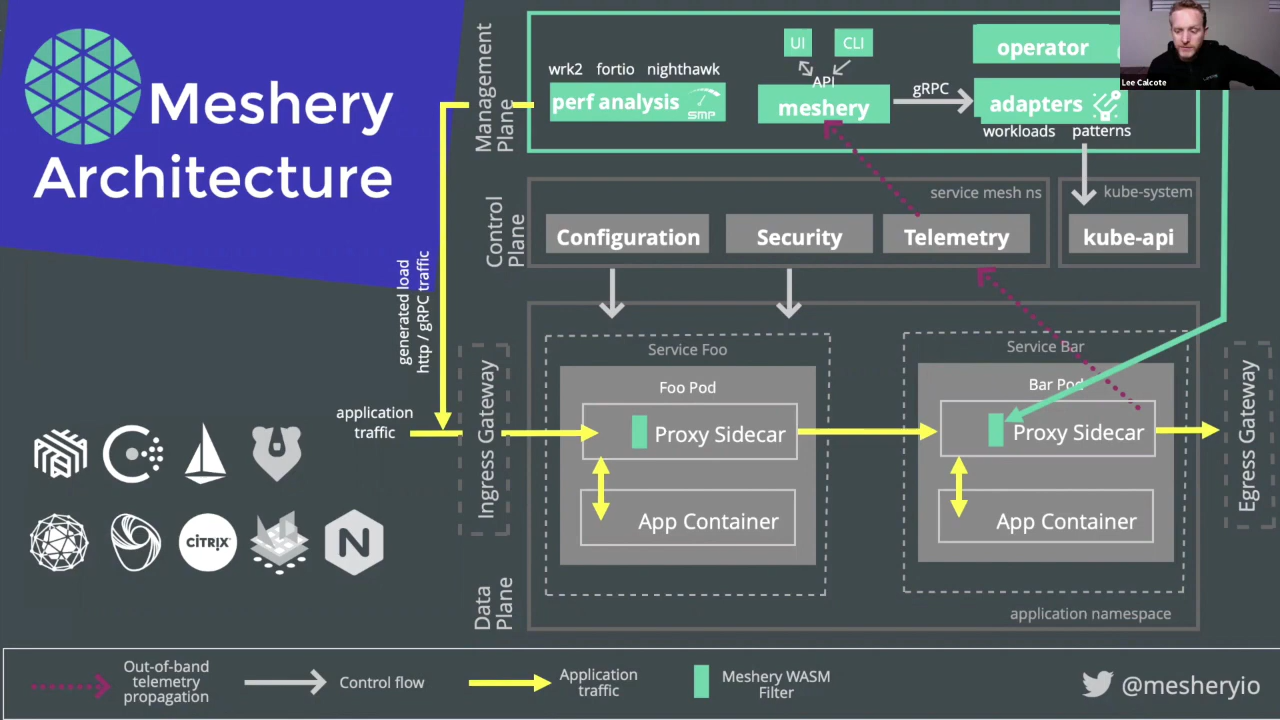 Meshery
Architecture
Management
Plane
wrk2 fortio nighthawk
perf analysis
SMP
UI
CLI
API
meshery
gRPC
operator
adapters
workloads patterns
Lee Calcote
Control
Plane
service mesh ns
Configuration
Security
Telemetry
kube-system
kube-api
generated load
http / gRPC traffic
application
traffic
Ingress Gateway
Service Foo
Foo Pod
Proxy Sidecar
App Container
Service Bar
Bar Pod
Proxy Sidecar
App Container
Egress Gateway
Data
Plane
application namespace
CİTRIX
N
Out-of-band
telemetry
propagation
Control flow
Application
traffic
Meshery WASM
Filter
@mesheryio